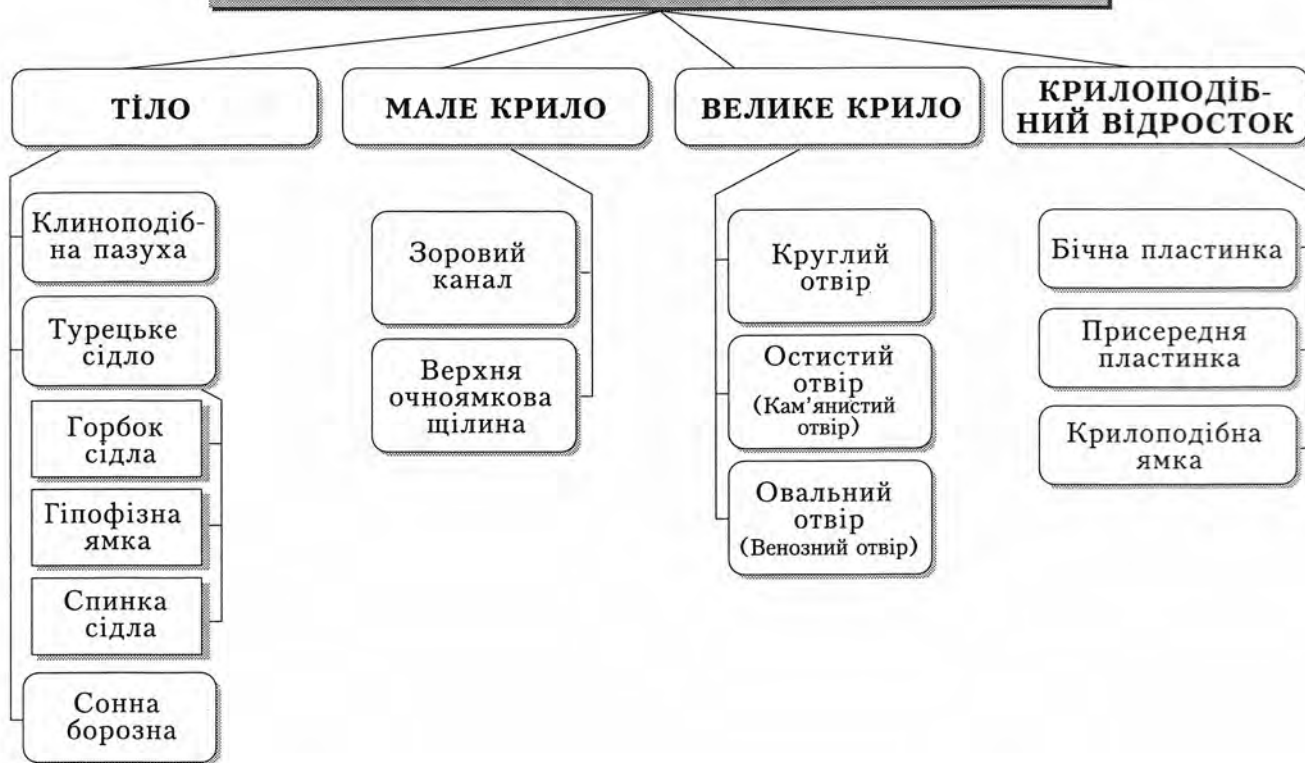 ТІЛО
МАЛЕ КРИЛО
ВЕЛИКЕ КРИЛО
КРИЛОПОДІБ-
НИЙ ВІДРОСТОК
Клиноподіб-
на пазуха
Турецьке
сідло
Горбок
сідла
Гіпофізна
ямка
Спинка
сідла
Сонна
борозна
Зоровий
канал
Верхня
очноямкова
щілина
Круглий
отвір
Остистий
отвір
(Кам’янистий
отвір)
Овальний
отвір
(Венозний отвір)
Бічна пластинка
Присередня
пластинка
Крилоподібна
ямка